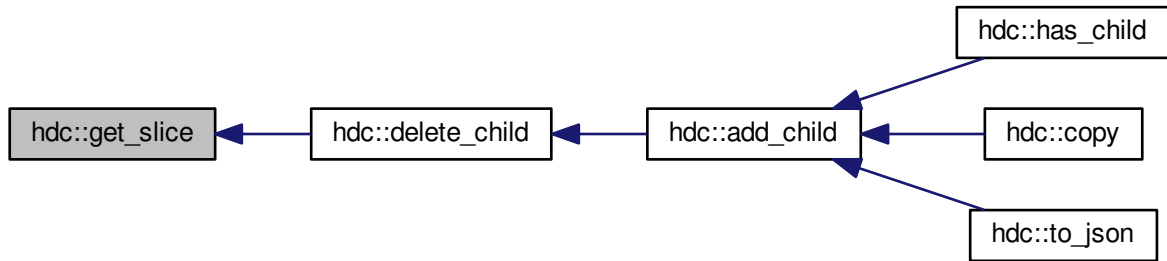 hdc::has_child
hdc::get_slice
hdc::delete_child
hdc::add_child
hdc::copy
hdc::to_json